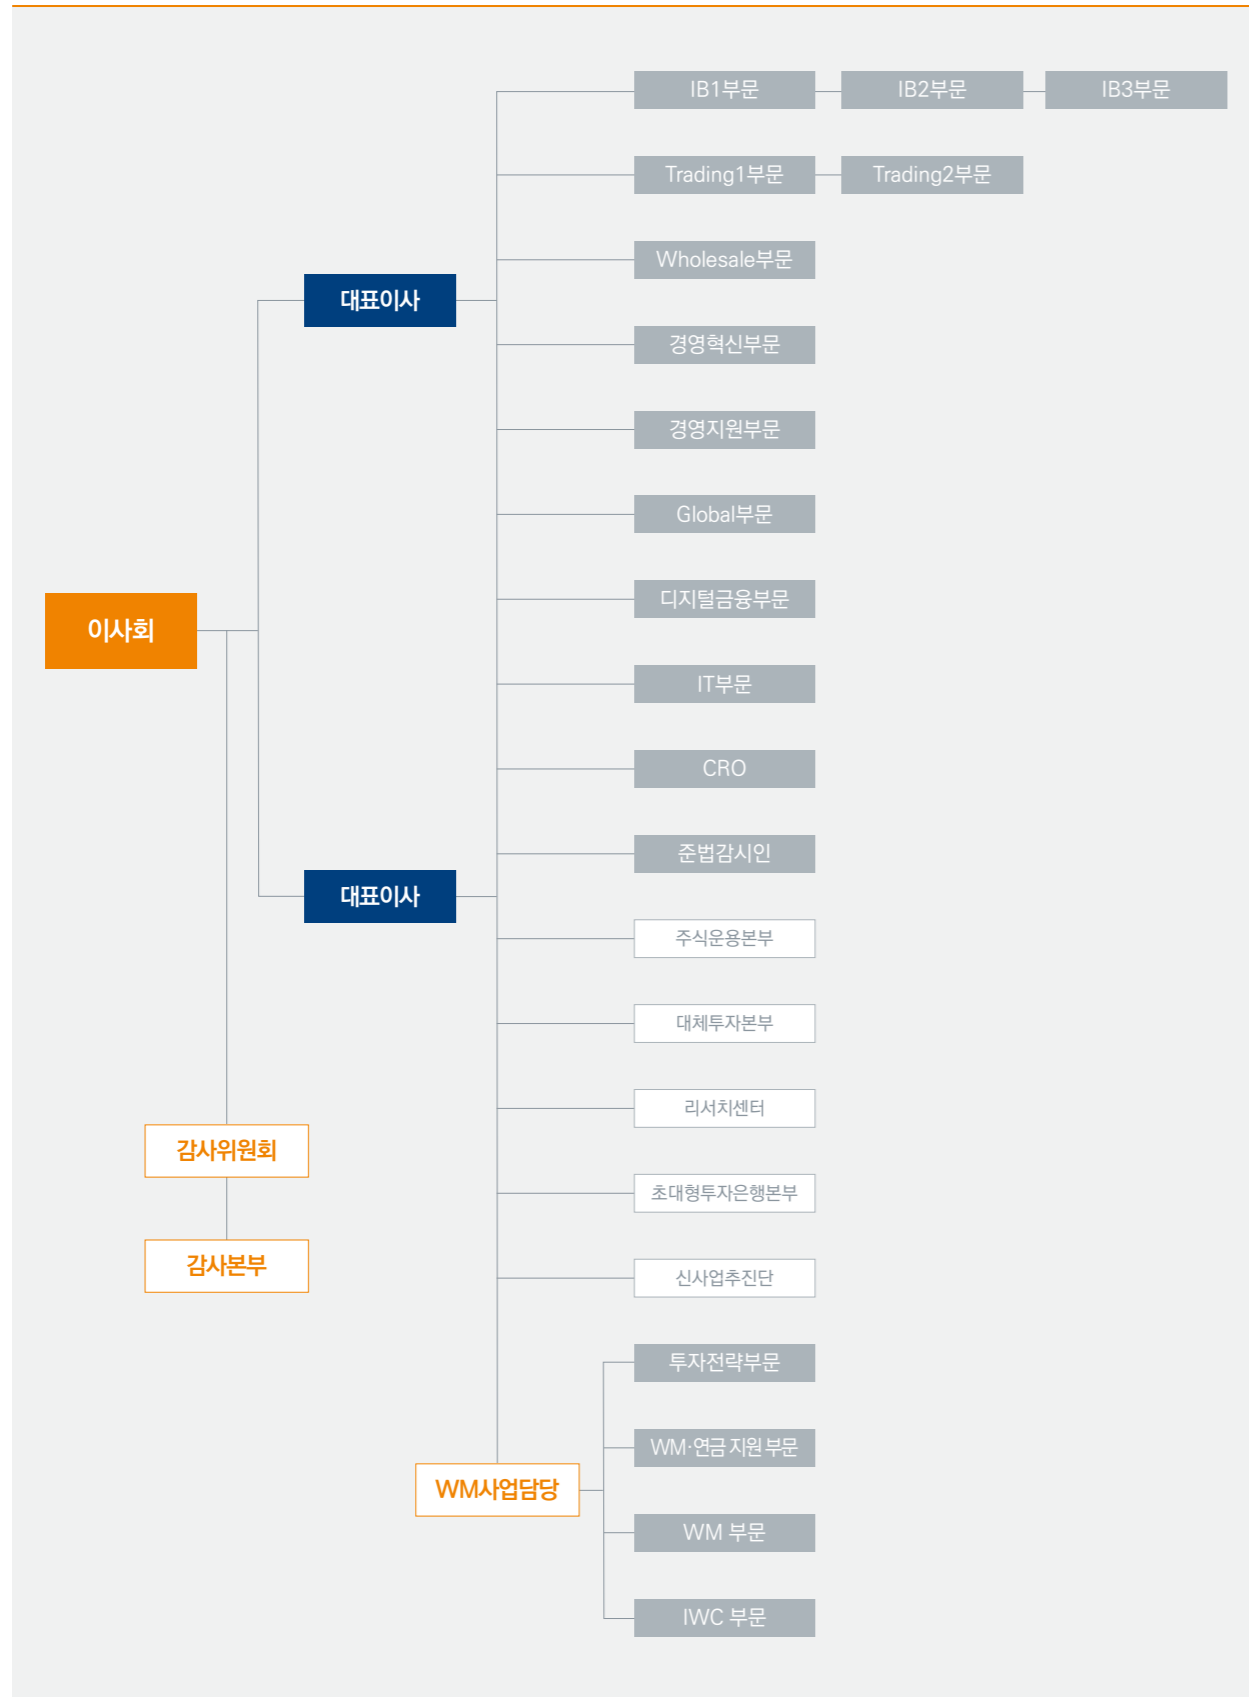 IB1부문
IB2부문
IB3부문
Trading1부문
Trading2부문
Wholesale부문
대표이사
경영혁신부문
경영지원부문
Global부문
디지털금융부문
이사회
IT부문
CRO
준법감시인
대표이사
주식운용본부
대체투자본부
리서치센터
감사위원회
초대형투자은행본부
감사본부
신사업추진단
투자전략부문
WM·연금 지원 부문
WM사업담당
WM 부문
IWC 부문